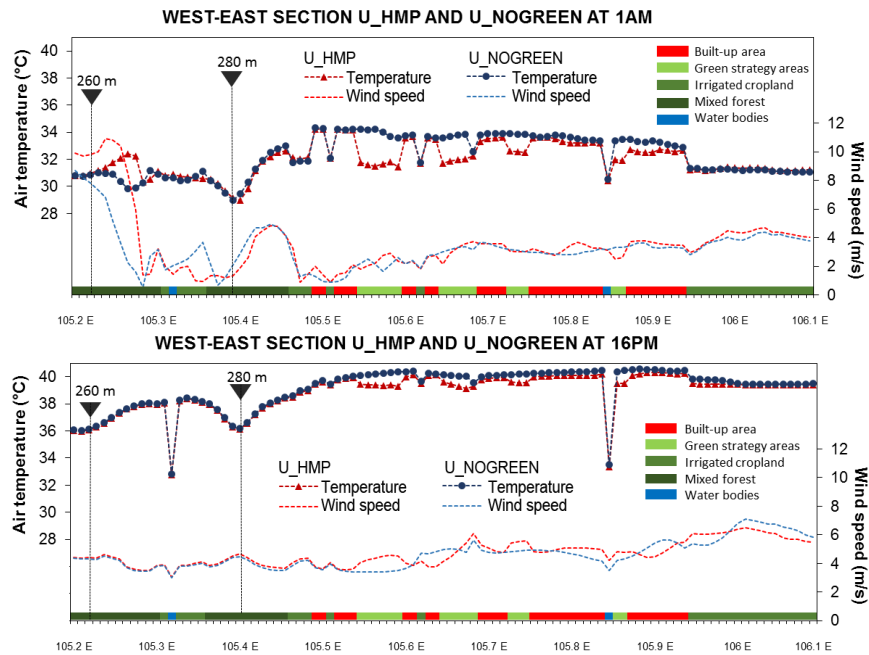 WEST-EAST SECTION U_HMP AND U_NOGREEN AT 1AM
40
38
36
34
32
30
28
Air temperature (°C)
260 m
280 m
U_HMP
Temperature
Wind speed
U_NOGREEN
Temperature
Wind speed
Built-up area
Green strategy areas
Irrigated cropland
Mixed forest
Water bodies
12
10
8
6
4
2
0
Wind speed (m/s)
105.2 E 105.3 E 105.4 E 105.5 E 105.6 E 105.7 E 105.8 E 105.9 E 106 E 106.1 E
WEST-EAST SECTION U_HMP AND U_NOGREEN AT 16PM
40
38
36
34
32
30
28
Air temperature (°C)
260 m
280 m
U_HMP
Temperature
Wind speed
U_NOGREEN
Temperature
Wind speed
Built-up area
Green strategy areas
Irrigated cropland
Mixed forest
Water bodies
12
10
8
6
4
2
0
Wind speed (m/s)
105.2 E 105.3 E 105.4 E 105.5 E 105.6 E 105.7 E 105.8 E 105.9 E 106 E 106.1 E